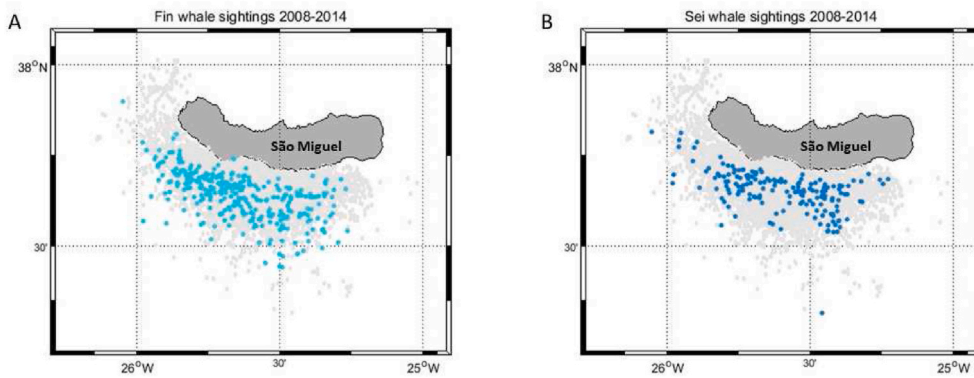 A
Fin whale sightings 2008-2014
38°N
São Miguel
30'
26°W
30'
25°W
B
Sei whale sightings 2008-2014
38°N
São Miguel
30'
26°W
30'
25°W